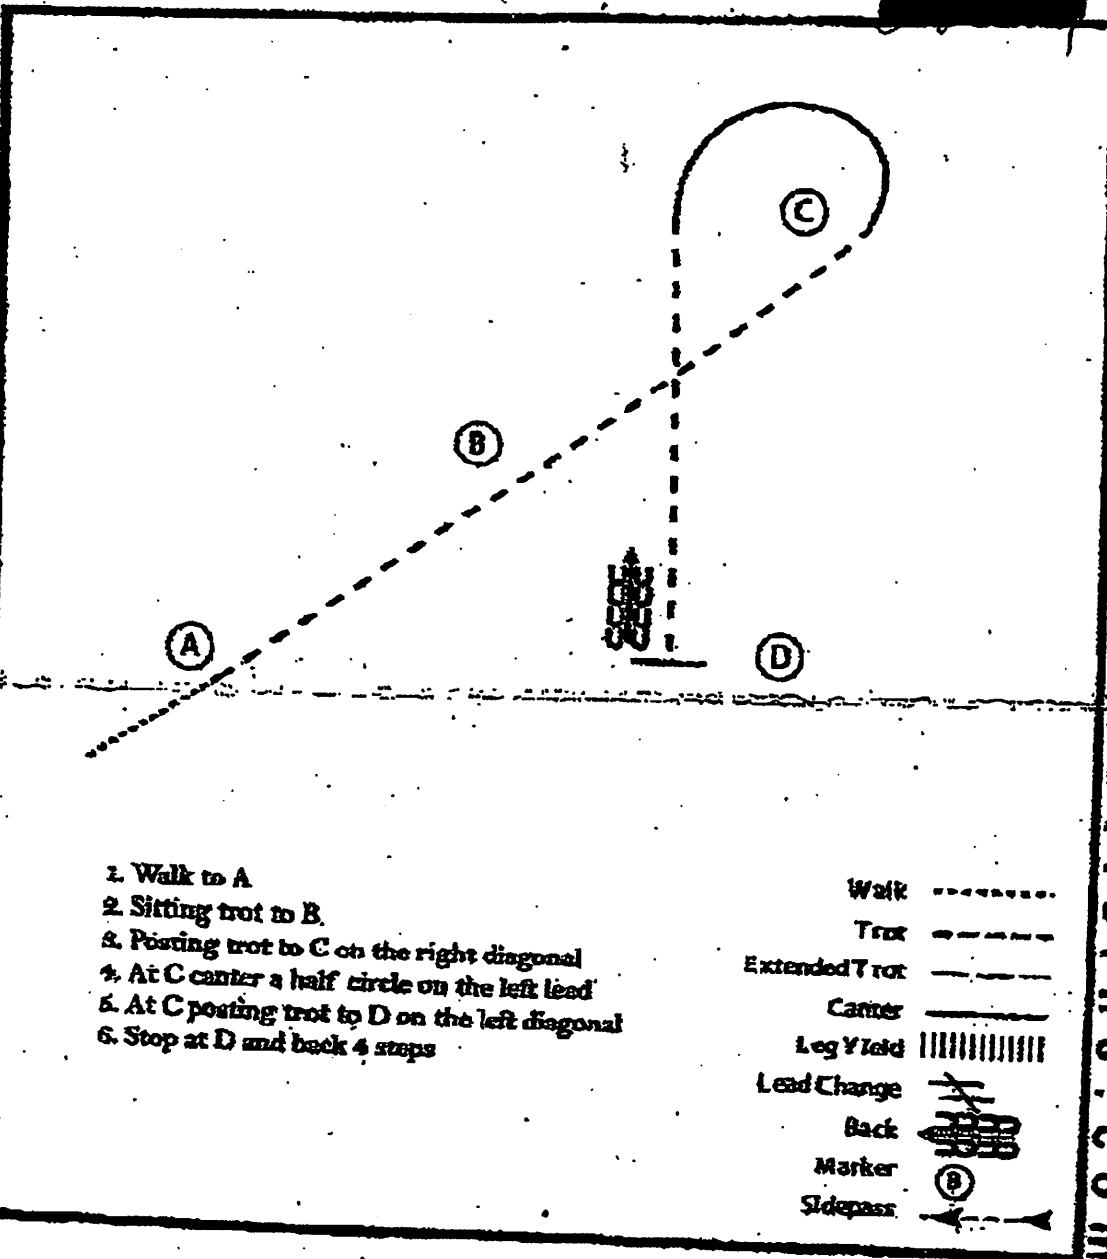 C
B
A
D
1. Walk to A
2. Sitting trot to B.
3. Posting trot to C on the right diagonal
4. At C canter a half circle on the left lead
5. At C posting trot to D on the left diagonal
6. Stop at D and back 4 steps
Walk
Trot
Extended Trot
Canter
Leg Yield
Lead Change
Back
Marker B
Sidepass